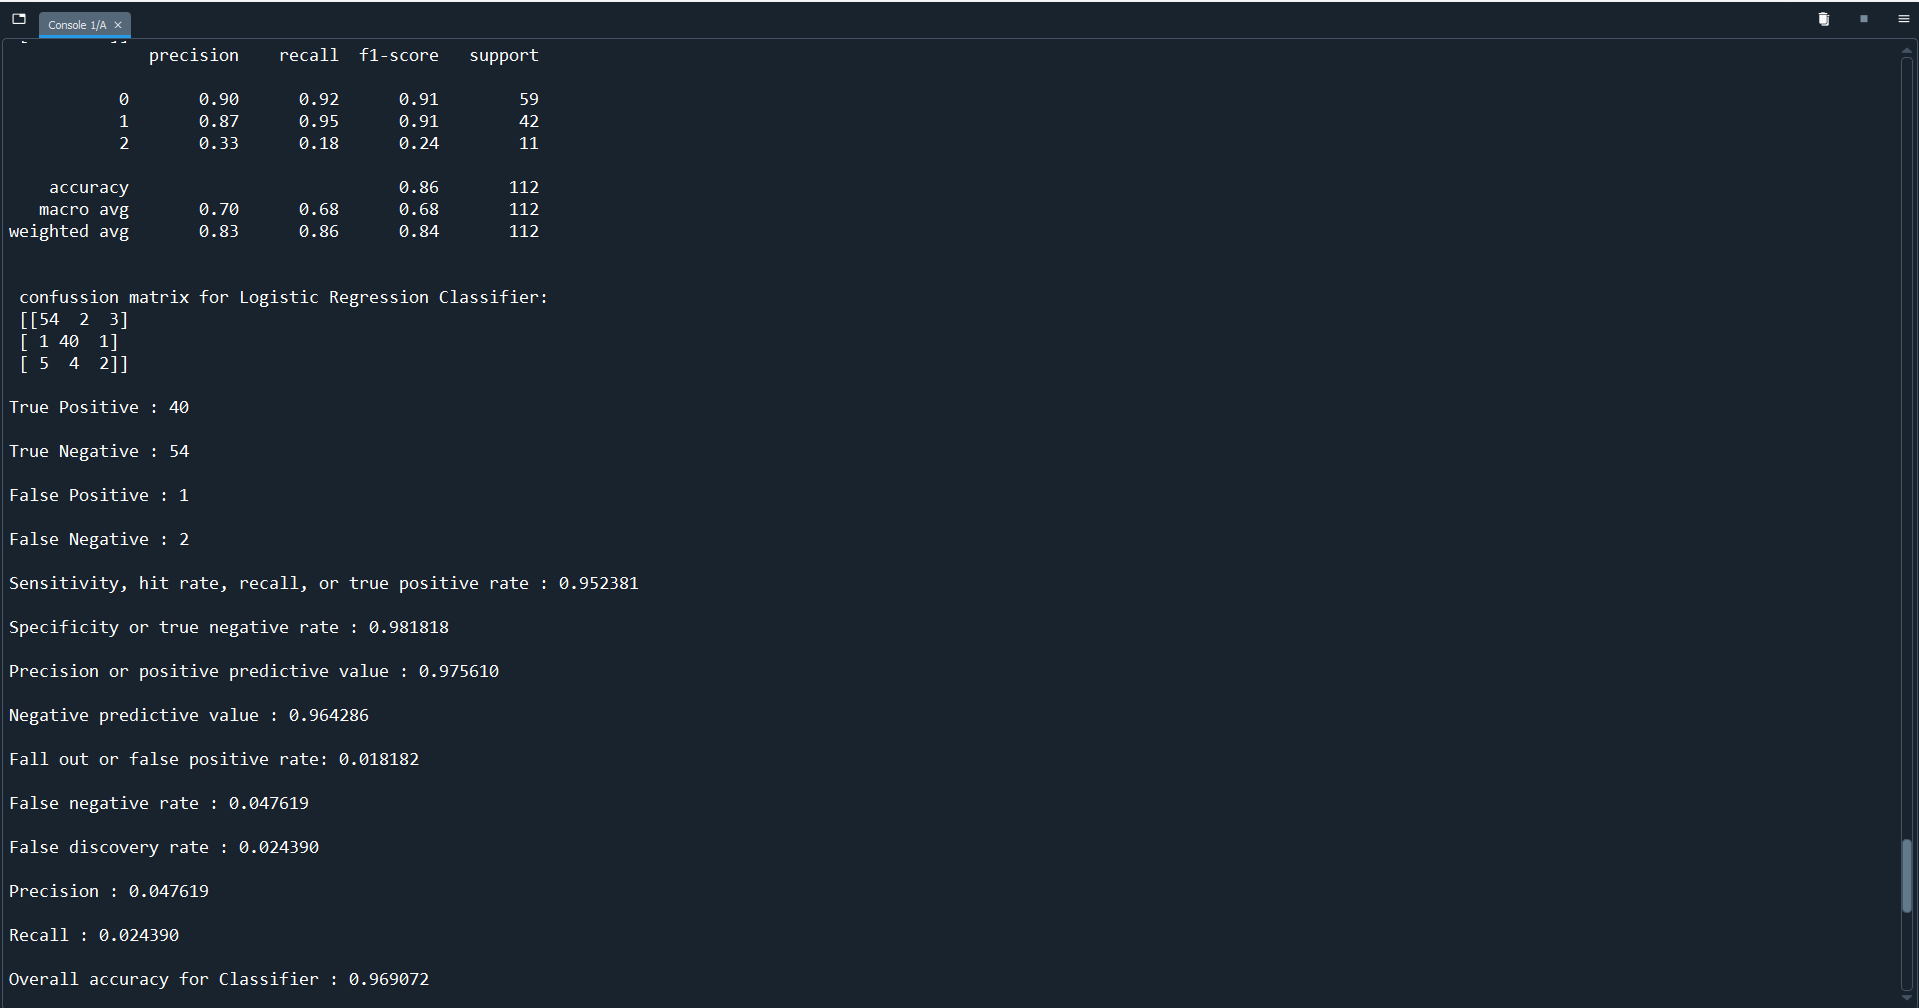 Console 1/A
precision    recall  f1-score   support
0       0.90      0.92      0.91        59
1       0.87      0.95      0.91        42
2       0.33      0.18      0.24        11
accuracy                           0.86       112
macro avg       0.70      0.68      0.68       112
weighted avg       0.83      0.86      0.84       112
confussion matrix for Logistic Regression Classifier:
[[54  2  3]
[ 1 40  1]
[ 5  4  2]]
True Positive : 40
True Negative : 54
False Positive : 1
False Negative : 2
Sensitivity, hit rate, recall, or true positive rate : 0.952381
Specificity or true negative rate : 0.981818
Precision or positive predictive value : 0.975610
Negative predictive value : 0.964286
Fall out or false positive rate: 0.018182
False negative rate : 0.047619
False discovery rate : 0.024390
Precision : 0.047619
Recall : 0.024390
Overall accuracy for Classifier : 0.969072